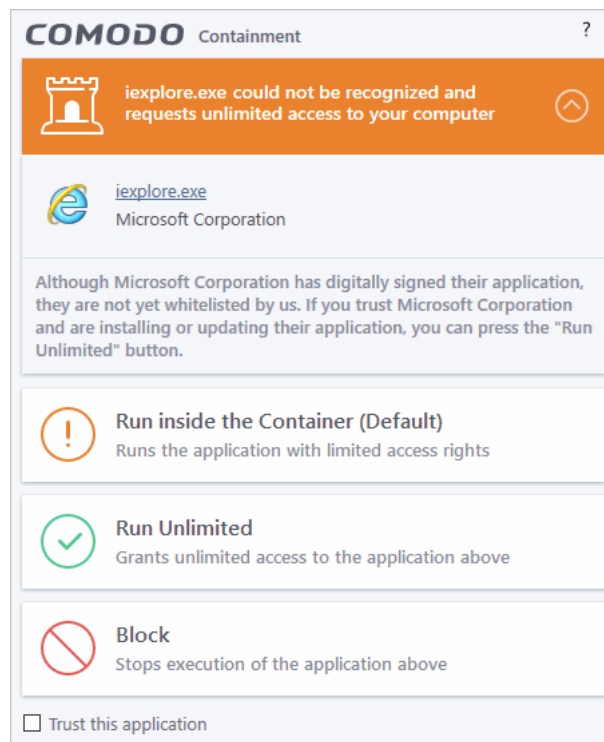 COMODO Containment ?
iexplore.exe could not be recognized and
requests unlimited access to your computer
iexplore.exe
Microsoft Corporation
Although Microsoft Corporation has digitally signed their application,
they are not yet whitelisted by us. If you trust Microsoft Corporation
and are installing or updating their application, you can press the "Run
Unlimited" button.
Run inside the Container (Default)
Runs the application with limited access rights
Run Unlimited
Grants unlimited access to the application above
Block
Stops execution of the application above
Trust this application